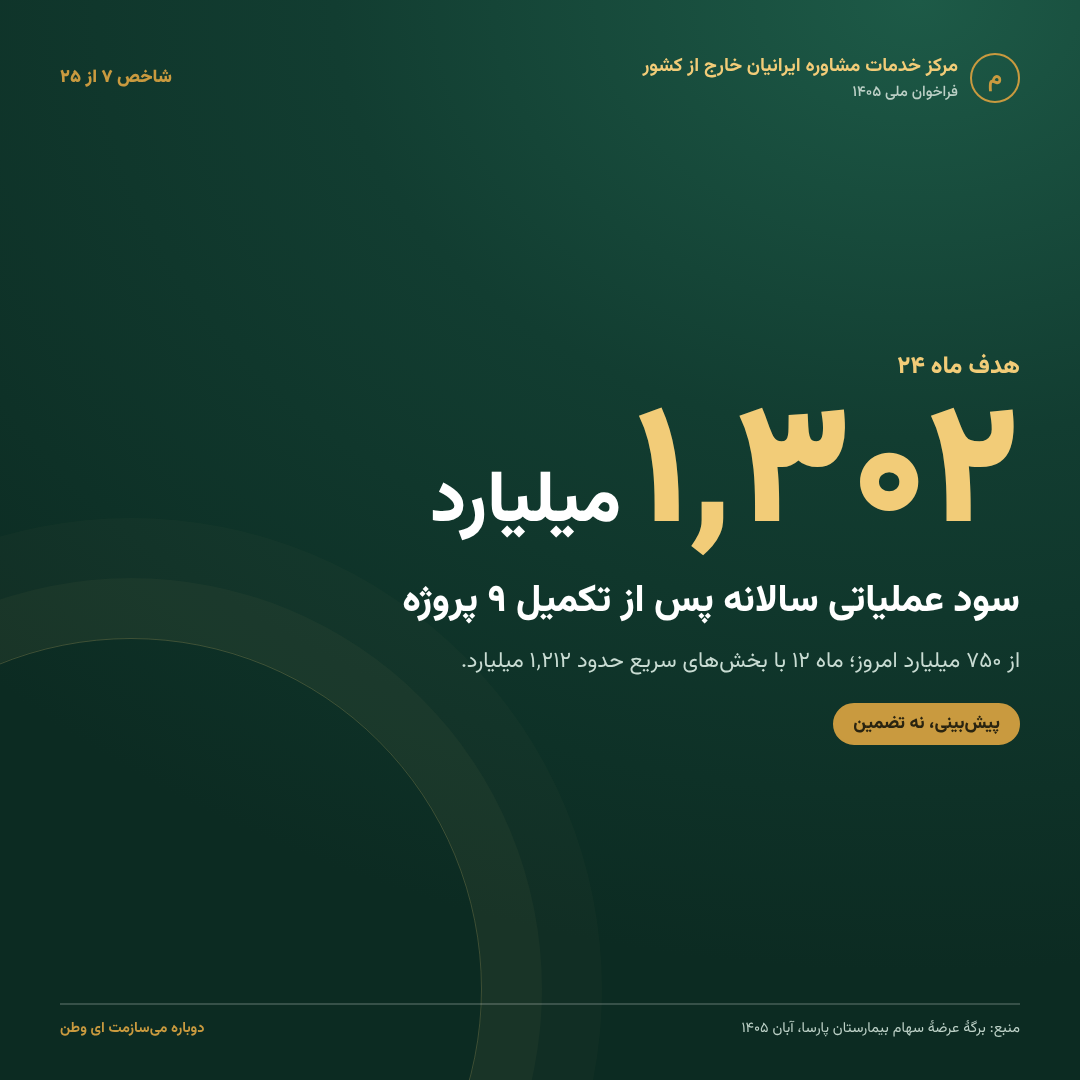 م
مرکز خدمات مشاوره ایرانیان خارج از کشور
فراخوان ملی ۱۴۰۵
شاخص ۷ از ۲۵
هدف ماه ۲۴
۱,۳۰۲ میلیارد
سود عملیاتی سالانه پس از تکمیل ۹ پروژه
از ۷۵۰ میلیارد امروز؛ ماه ۱۲ با بخش‌های سریع حدود ۱,۲۱۲ میلیارد.
پیش‌بینی، نه تضمین
منبع: برگهٔ عرضهٔ سهام بیمارستان پارسا، آبان ۱۴۰۵
دوباره می‌سازمت ای وطن